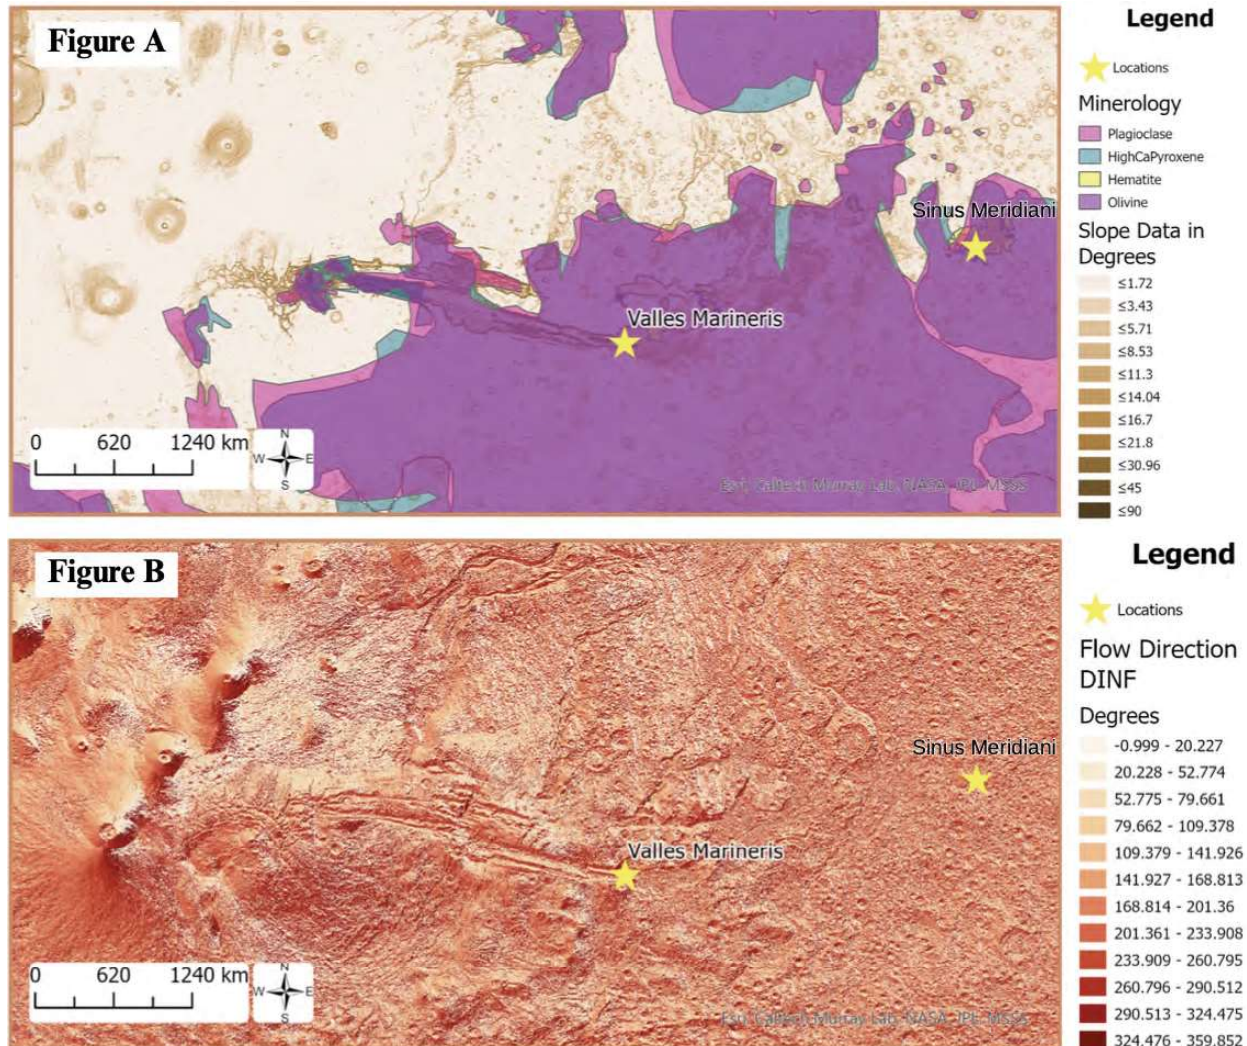 Figure A
Sinus Meridiani
Valles Marineris
0 620 1240 km
N
W E
S
Esri, Caltech Murray Lab, NASA, JPL, MSSS
Legend
Locations
Minerology
Plagioclase
HighCaPyroxene
Hematite
Olivine
Slope Data in
Degrees
≤1.72
≤3.43
≤5.71
≤8.53
≤11.3
≤14.04
≤16.7
≤21.8
≤30.96
≤45
≤90
Figure B
Sinus Meridiani
Valles Marineris
0 620 1240 km
N
W E
S
Esri, Caltech Murray Lab, NASA, JPL, MSSS
Legend
Locations
Flow Direction
DINF
Degrees
-0.999 - 20.227
20.228 - 52.774
52.775 - 79.661
79.662 - 109.378
109.379 - 141.926
141.927 - 168.813
168.814 - 201.36
201.361 - 233.908
233.909 - 260.795
260.796 - 290.512
290.513 - 324.475
324.476 - 359.852